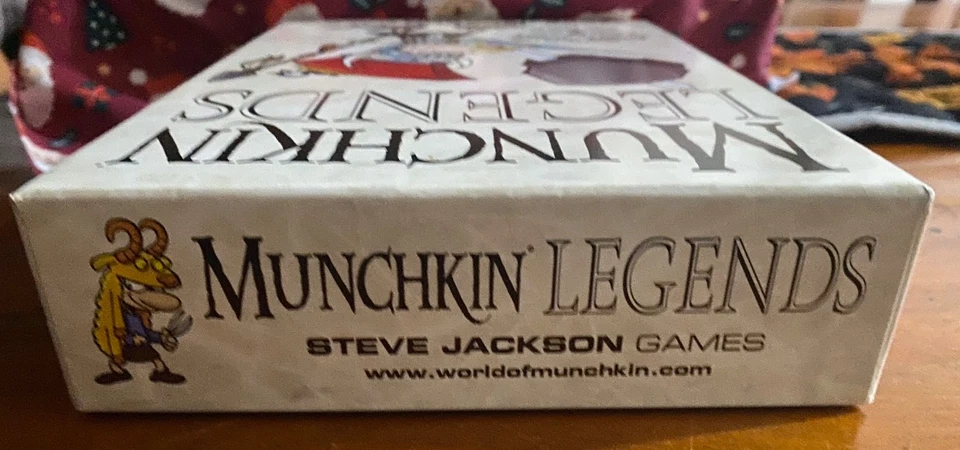 MUNCHKIN
LEGENDS
MUNCHKIN LEGENDS
STEVE JACKSON GAMES
www.worldofmunchkin.com